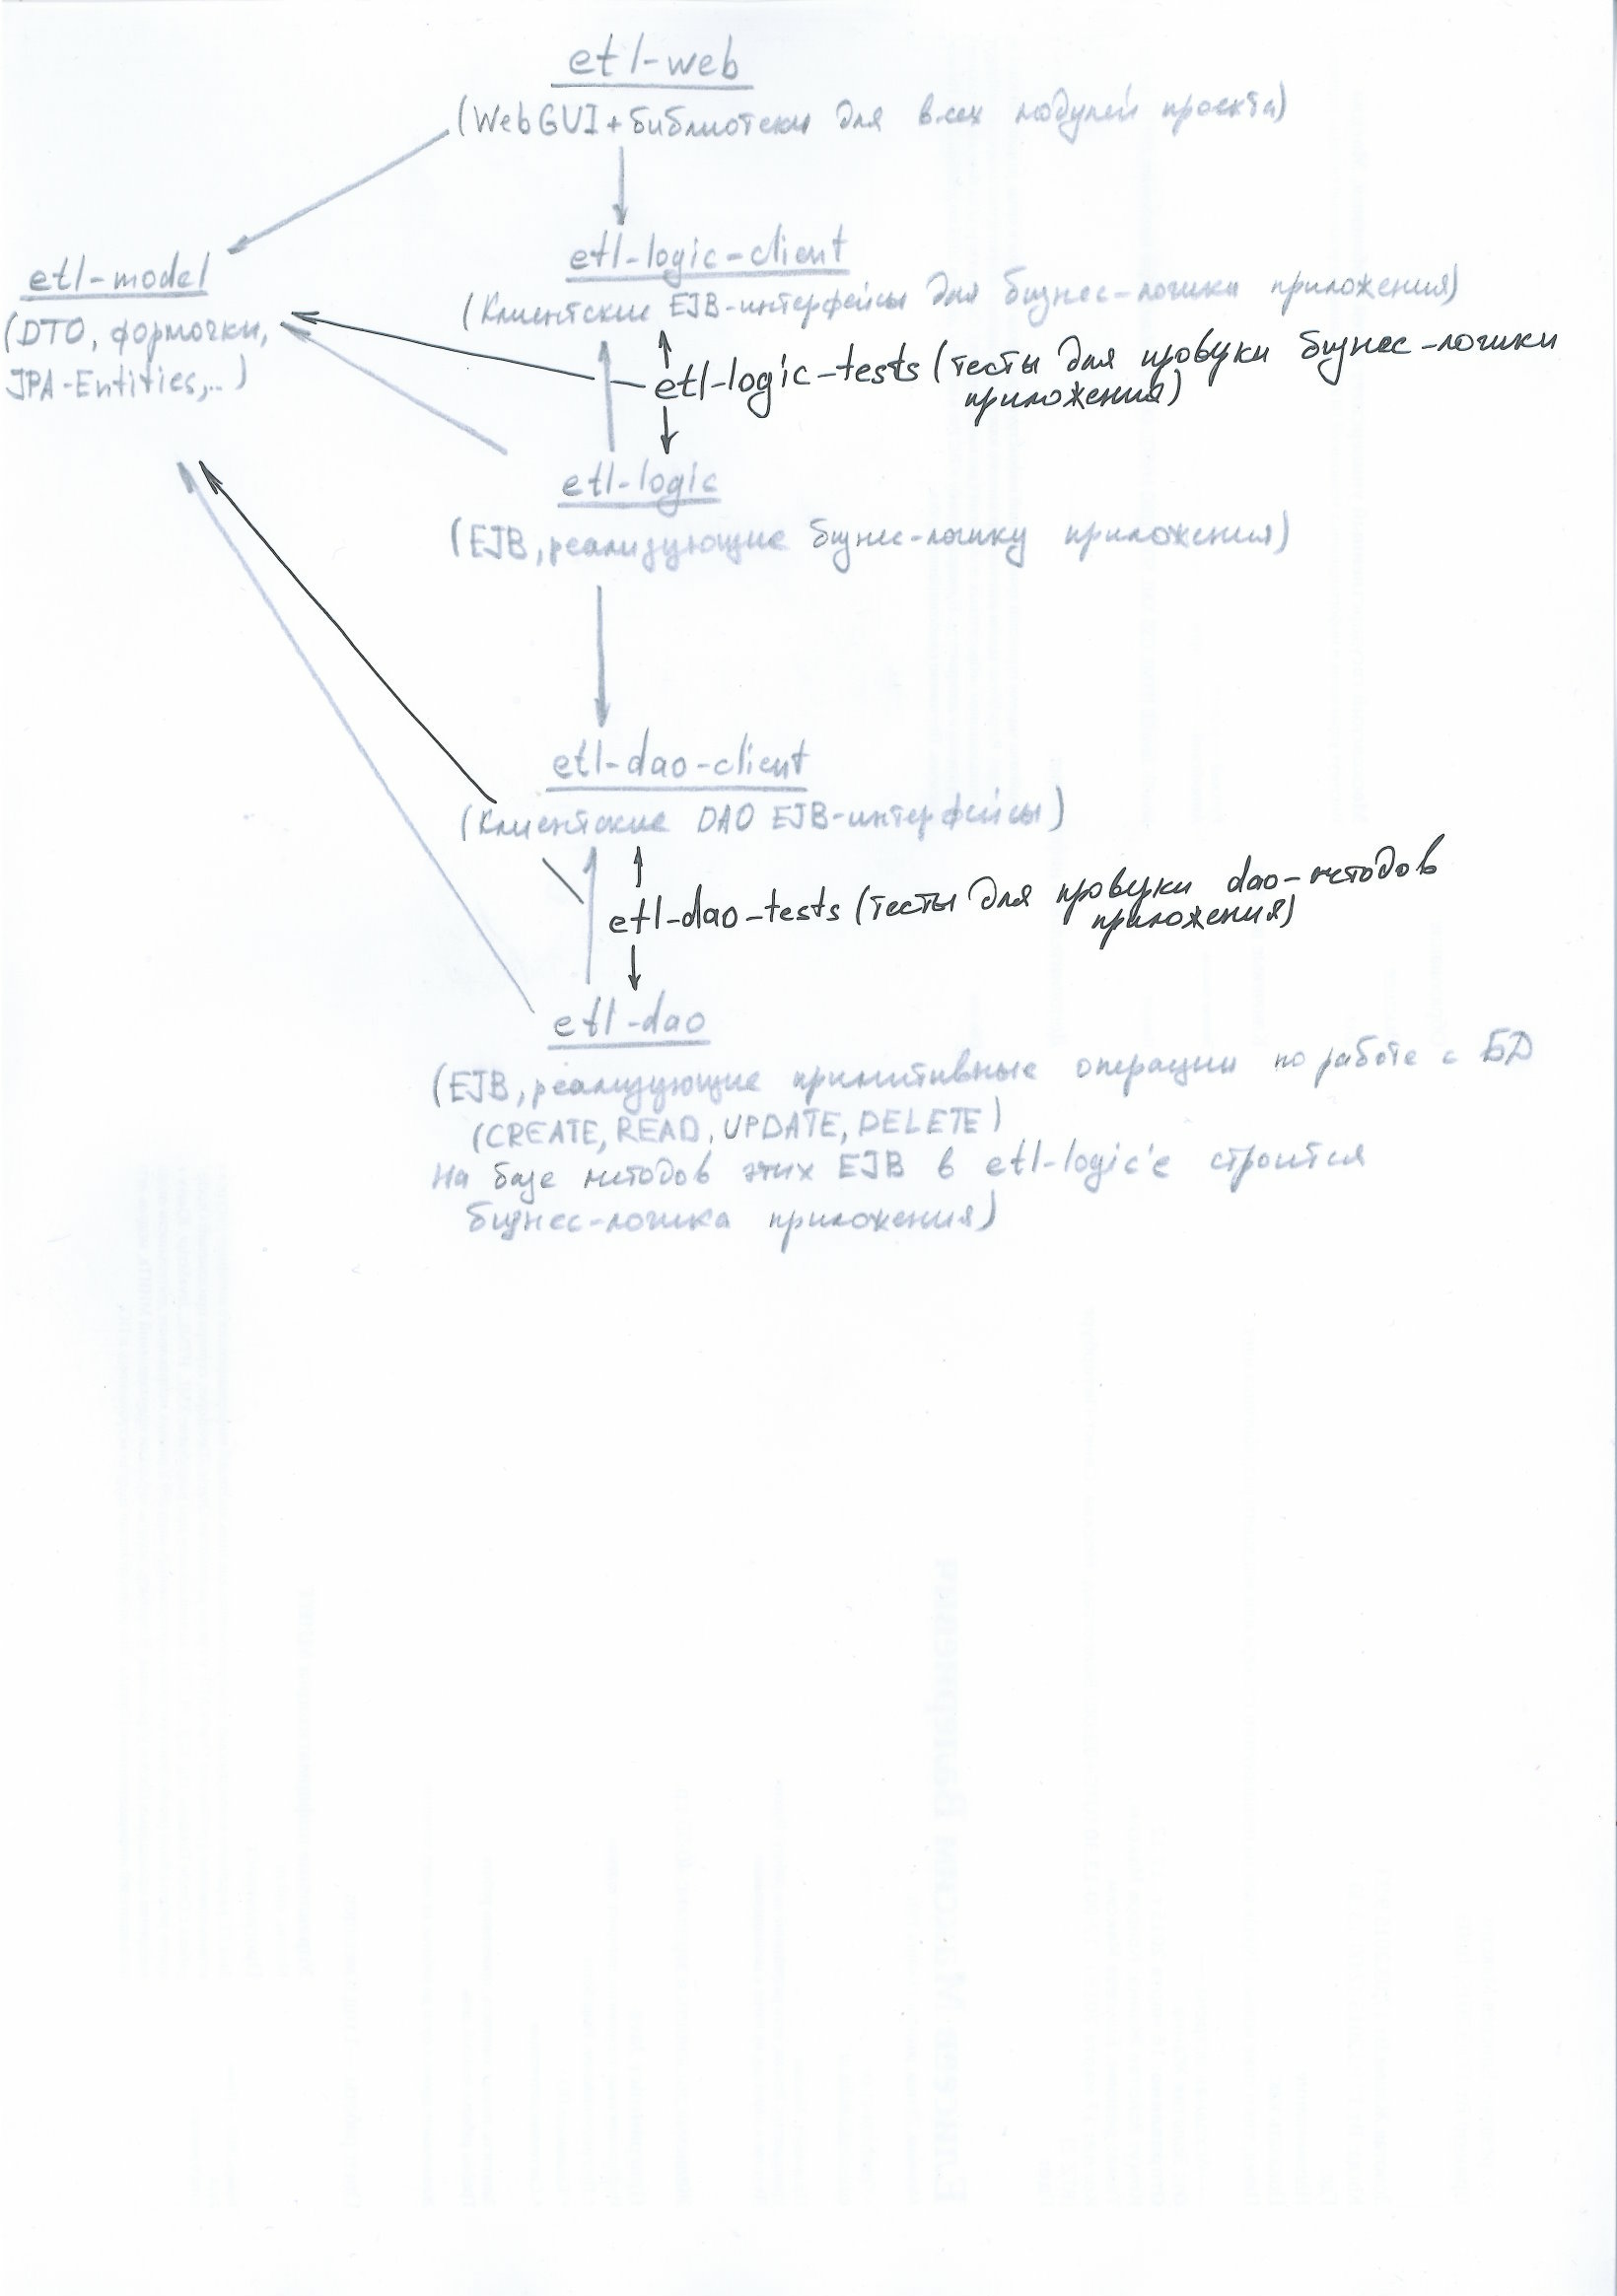 etl-web
(WebGUI + библиотеки для всех модулей проекта)
etl-model
(DTO, формочки,
JPA-Entities,..)
etl-logic-client
(Клиентские EJB-интерфейсы для бизнес-логики приложения)
etl-logic-tests (тесты для проверки бизнес-логики
приложения)
etl-logic
(EJB, реализующие бизнес-логику приложения)
etl-dao-client
(Клиентские DAO EJB-интерфейсы)
etl-dao-tests (тесты для проверки dao-методов
приложения)
etl-dao
(EJB, реализующие примитивные операции по работе с БД
(CREATE, READ, UPDATE, DELETE)
На базе методов этих EJB в etl-logic'е строится
бизнес-логика приложения)